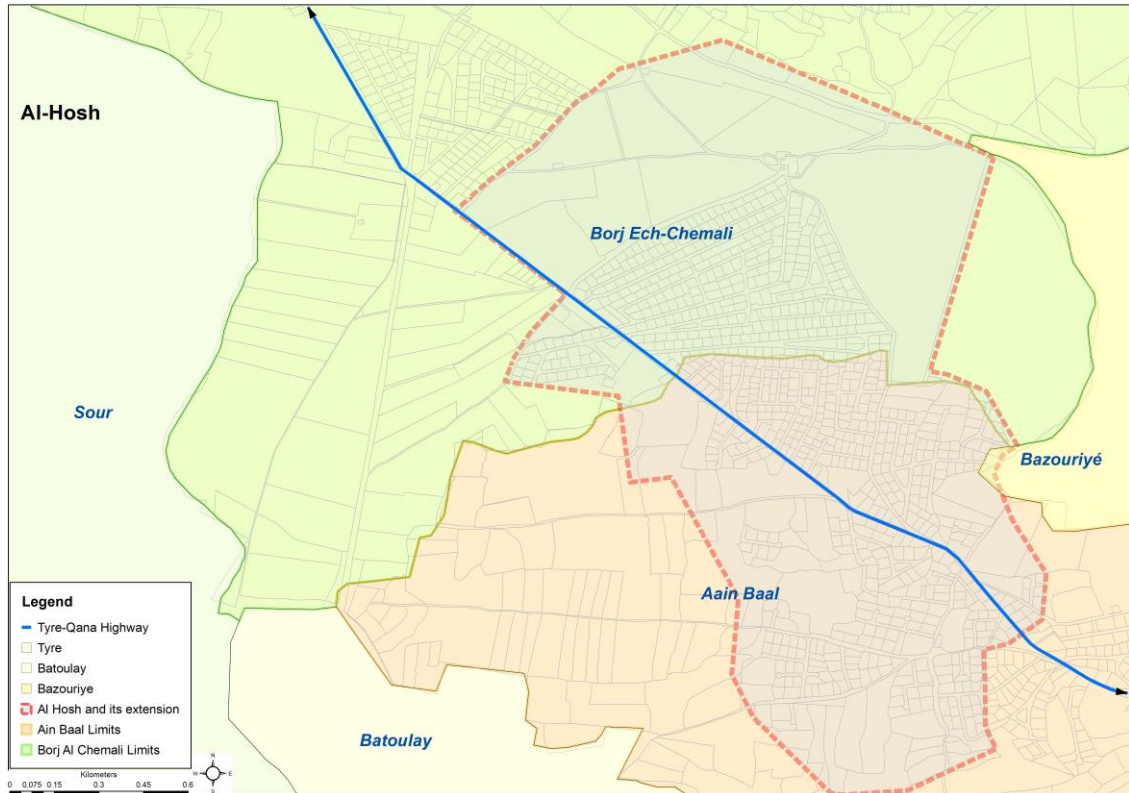 Al-Hosh
Borj Ech-Chemali
Sour
Bazouriyé
Aain Baal
Batoulay
Legend
Tyre-Qana Highway
Tyre
Batoulay
Bazouriye
Al Hosh and its extension
Ain Baal Limits
Borj Al Chemali Limits
Kilometers
0 0.075 0.15 0.3 0.45 0.6
N
W E
S